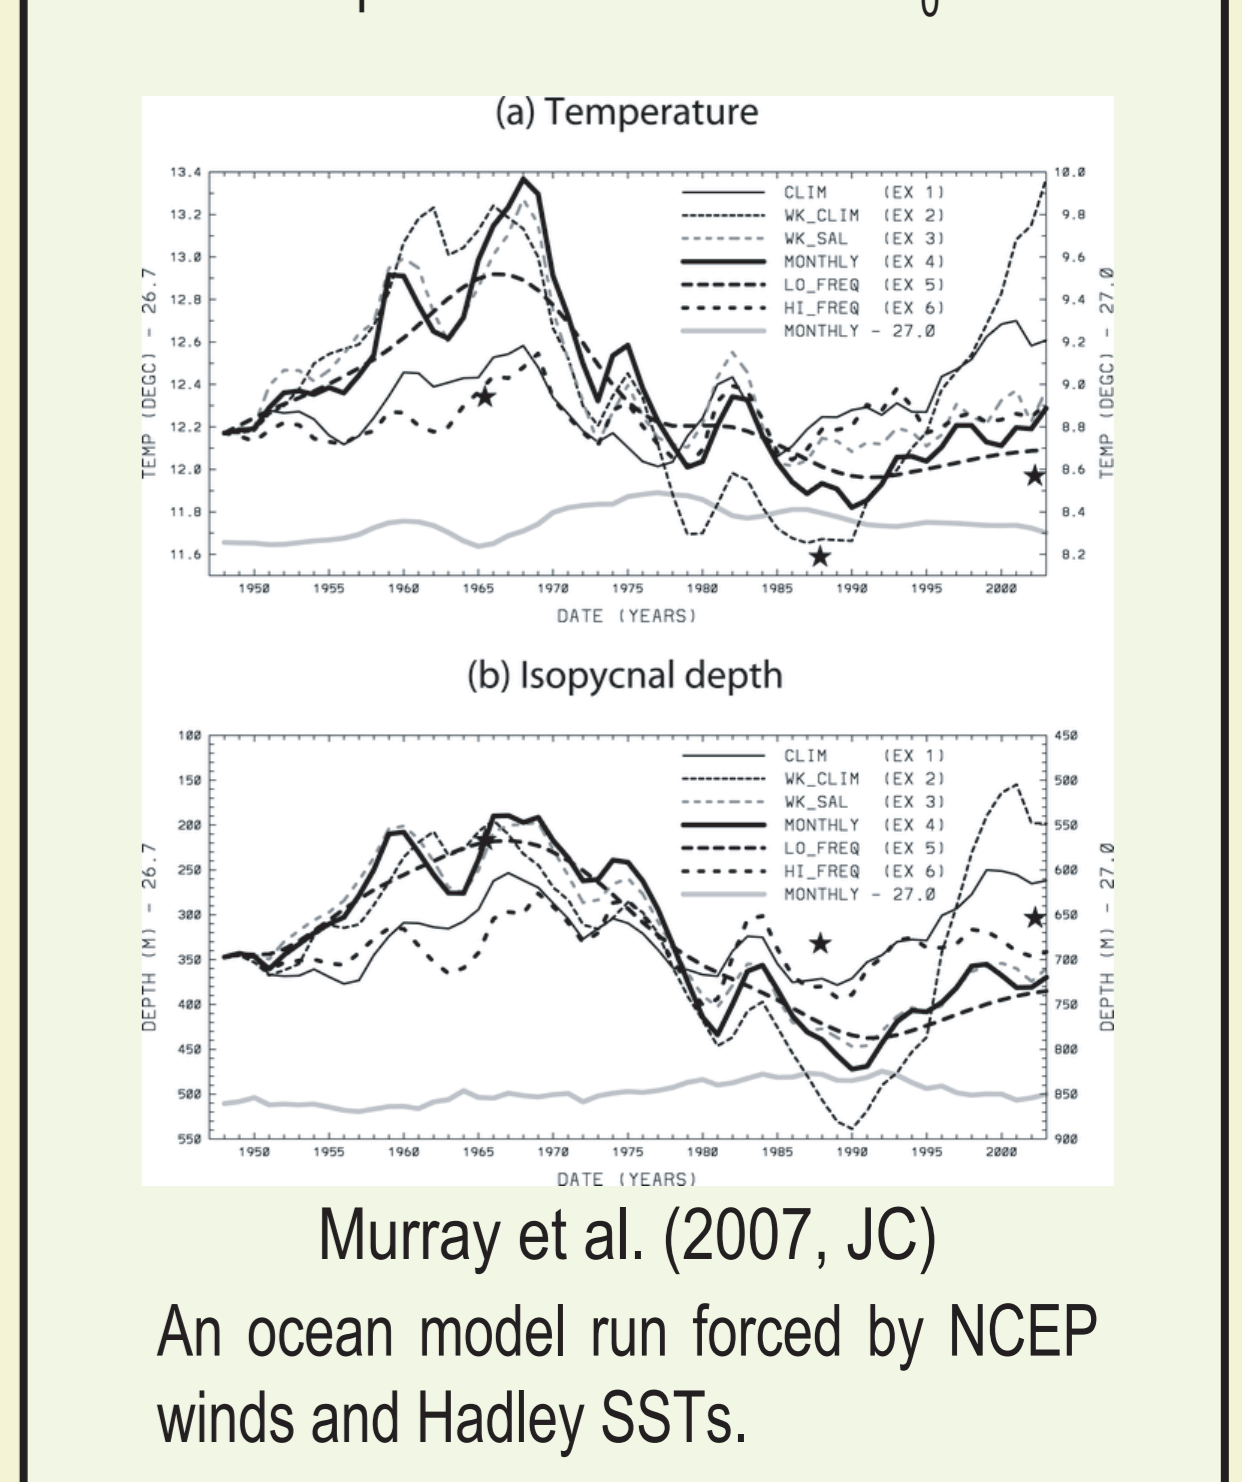 (a) Temperature
13.4
13.2
13.0
12.8
12.6
12.4
12.2
12.0
11.8
11.6
TEMP (DEGC) - 26.7
10.0
9.8
9.6
9.4
9.2
9.0
8.8
8.6
8.4
8.2
TEMP (DEGC) - 27.0
CLIM (EX 1)
WK_CLIM (EX 2)
WK_SAL (EX 3)
MONTHLY (EX 4)
LO_FREQ (EX 5)
HI_FREQ (EX 6)
MONTHLY - 27.0
1950 1955 1960 1965 1970 1975 1980 1985 1990 1995 2000
DATE (YEARS)
(b) Isopycnal depth
100
150
200
250
300
350
400
450
500
550
DEPTH (M) - 26.7
450
500
550
600
650
700
750
800
850
900
DEPTH (M) - 27.0
CLIM (EX 1)
WK_CLIM (EX 2)
WK_SAL (EX 3)
MONTHLY (EX 4)
LO_FREQ (EX 5)
HI_FREQ (EX 6)
MONTHLY - 27.0
1950 1955 1960 1965 1970 1975 1980 1985 1990 1995 2000
DATE (YEARS)
Murray et al. (2007, JC)
An ocean model run forced by NCEP
winds and Hadley SSTs.